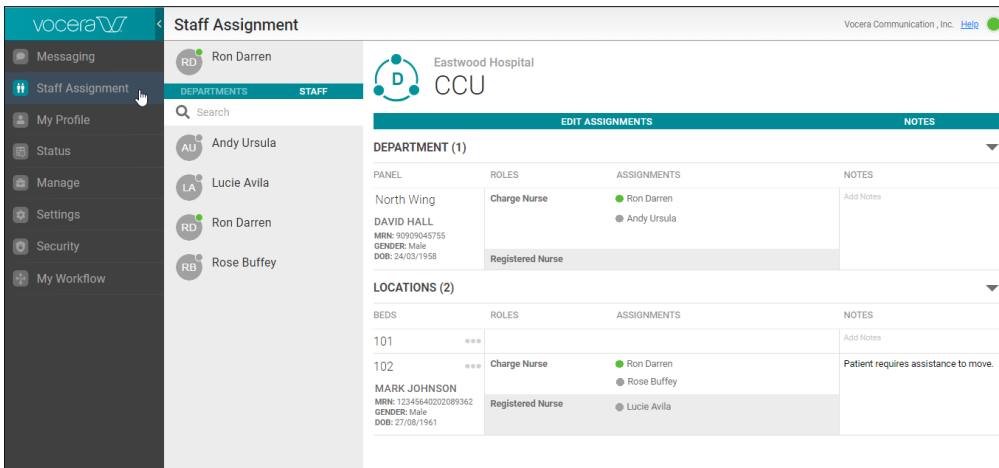 vocera
Staff Assignment
Vocera Communication , Inc. Help
Messaging
Staff Assignment
My Profile
Status
Manage
Settings
Security
My Workflow
RD Ron Darren
DEPARTMENTS STAFF
Search
AU Andy Ursula
LA Lucie Avila
RD Ron Darren
RB Rose Buffey
D
Eastwood Hospital
CCU
EDIT ASSIGNMENTS NOTES
DEPARTMENT (1)
PANEL ROLES ASSIGNMENTS NOTES
North Wing Charge Nurse Ron Darren Add Notes
Andy Ursula
DAVID HALL
MRN: 90909045755
GENDER: Male
DOB: 24/03/1958
Registered Nurse
LOCATIONS (2)
BEDS ROLES ASSIGNMENTS NOTES
101 Add Notes
102 Charge Nurse Ron Darren Patient requires assistance to move.
Rose Buffey
MARK JOHNSON
MRN: 12345640202089362
GENDER: Male
DOB: 27/08/1961
Registered Nurse Lucie Avila